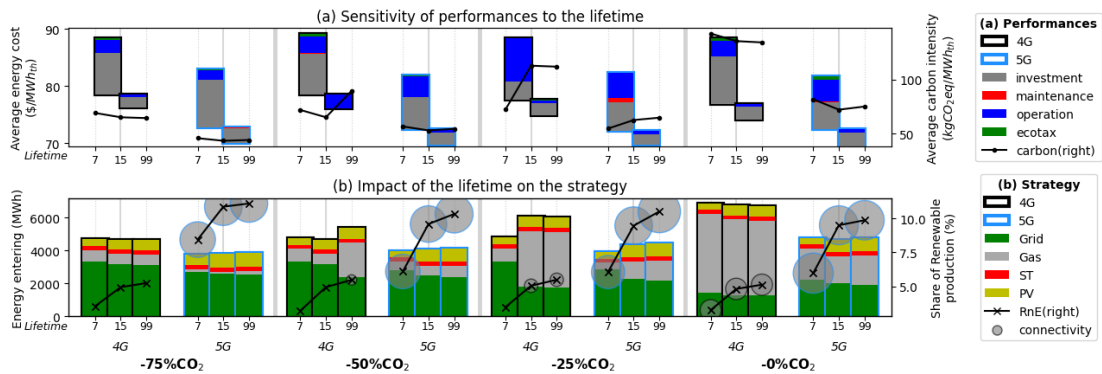 (a) Sensitivity of performances to the lifetime
Average energy cost
($/MWh_th)
90
80
70
Average carbon intensity
(kgCO2eq/MWh_th)
100
50
Lifetime
7 15 99 7 15 99 7 15 99 7 15 99 7 15 99 7 15 99 7 15 99 7 15 99
(a) Performances
4G
5G
investment
maintenance
operation
ecotax
carbon(right)
(b) Impact of the lifetime on the strategy
Energy entering (MWh)
6000
4000
2000
0
Share of Renewable
production (%)
10.0
7.5
5.0
Lifetime
7 15 99 7 15 99 7 15 99 7 15 99 7 15 99 7 15 99 7 15 99 7 15 99
4G 5G 4G 5G 4G 5G 4G 5G
-75%CO₂ -50%CO₂ -25%CO₂ -0%CO₂
(b) Strategy
4G
5G
Grid
Gas
ST
PV
RnE(right)
connectivity